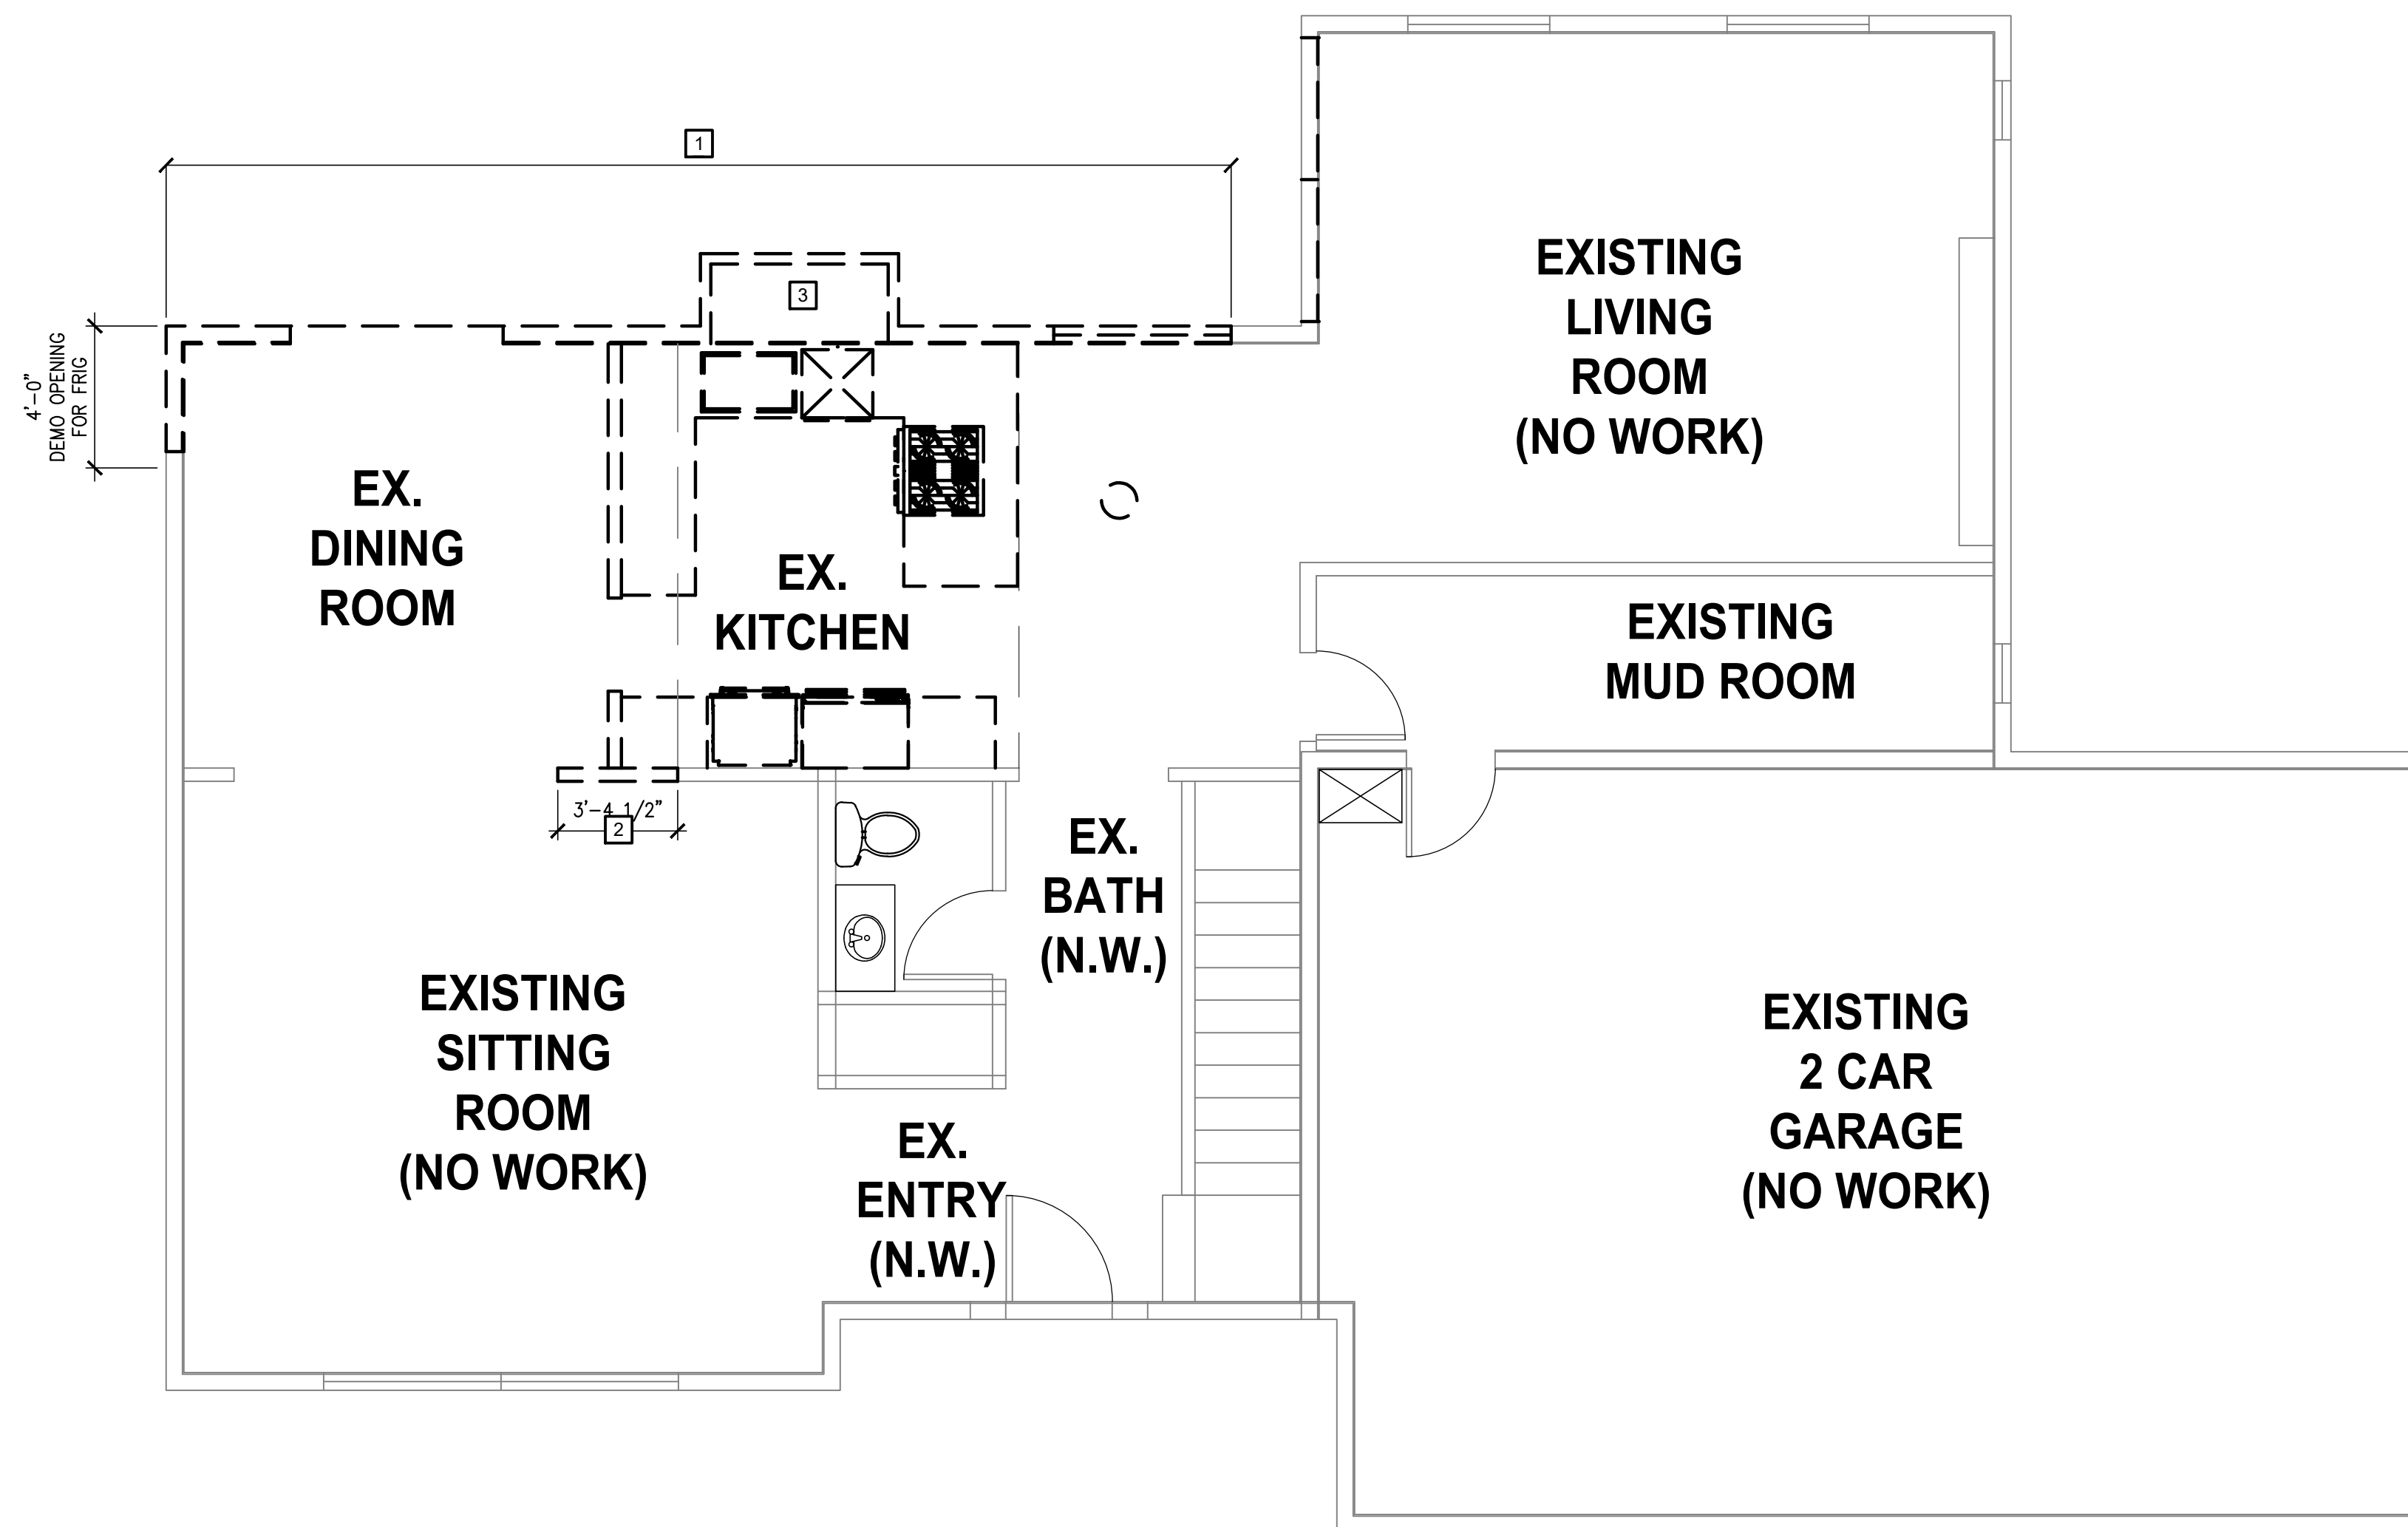 1
3
4'-0"
DEMO OPENING
FOR FRIG
EXISTING
LIVING
ROOM
(NO WORK)
EX.
DINING
ROOM
EX.
KITCHEN
EXISTING
MUD ROOM
3'-4 1/2"
2
EX.
BATH
(N.W.)
EXISTING
SITTING
ROOM
(NO WORK)
EXISTING
2 CAR
GARAGE
(NO WORK)
EX.
ENTRY
(N.W.)